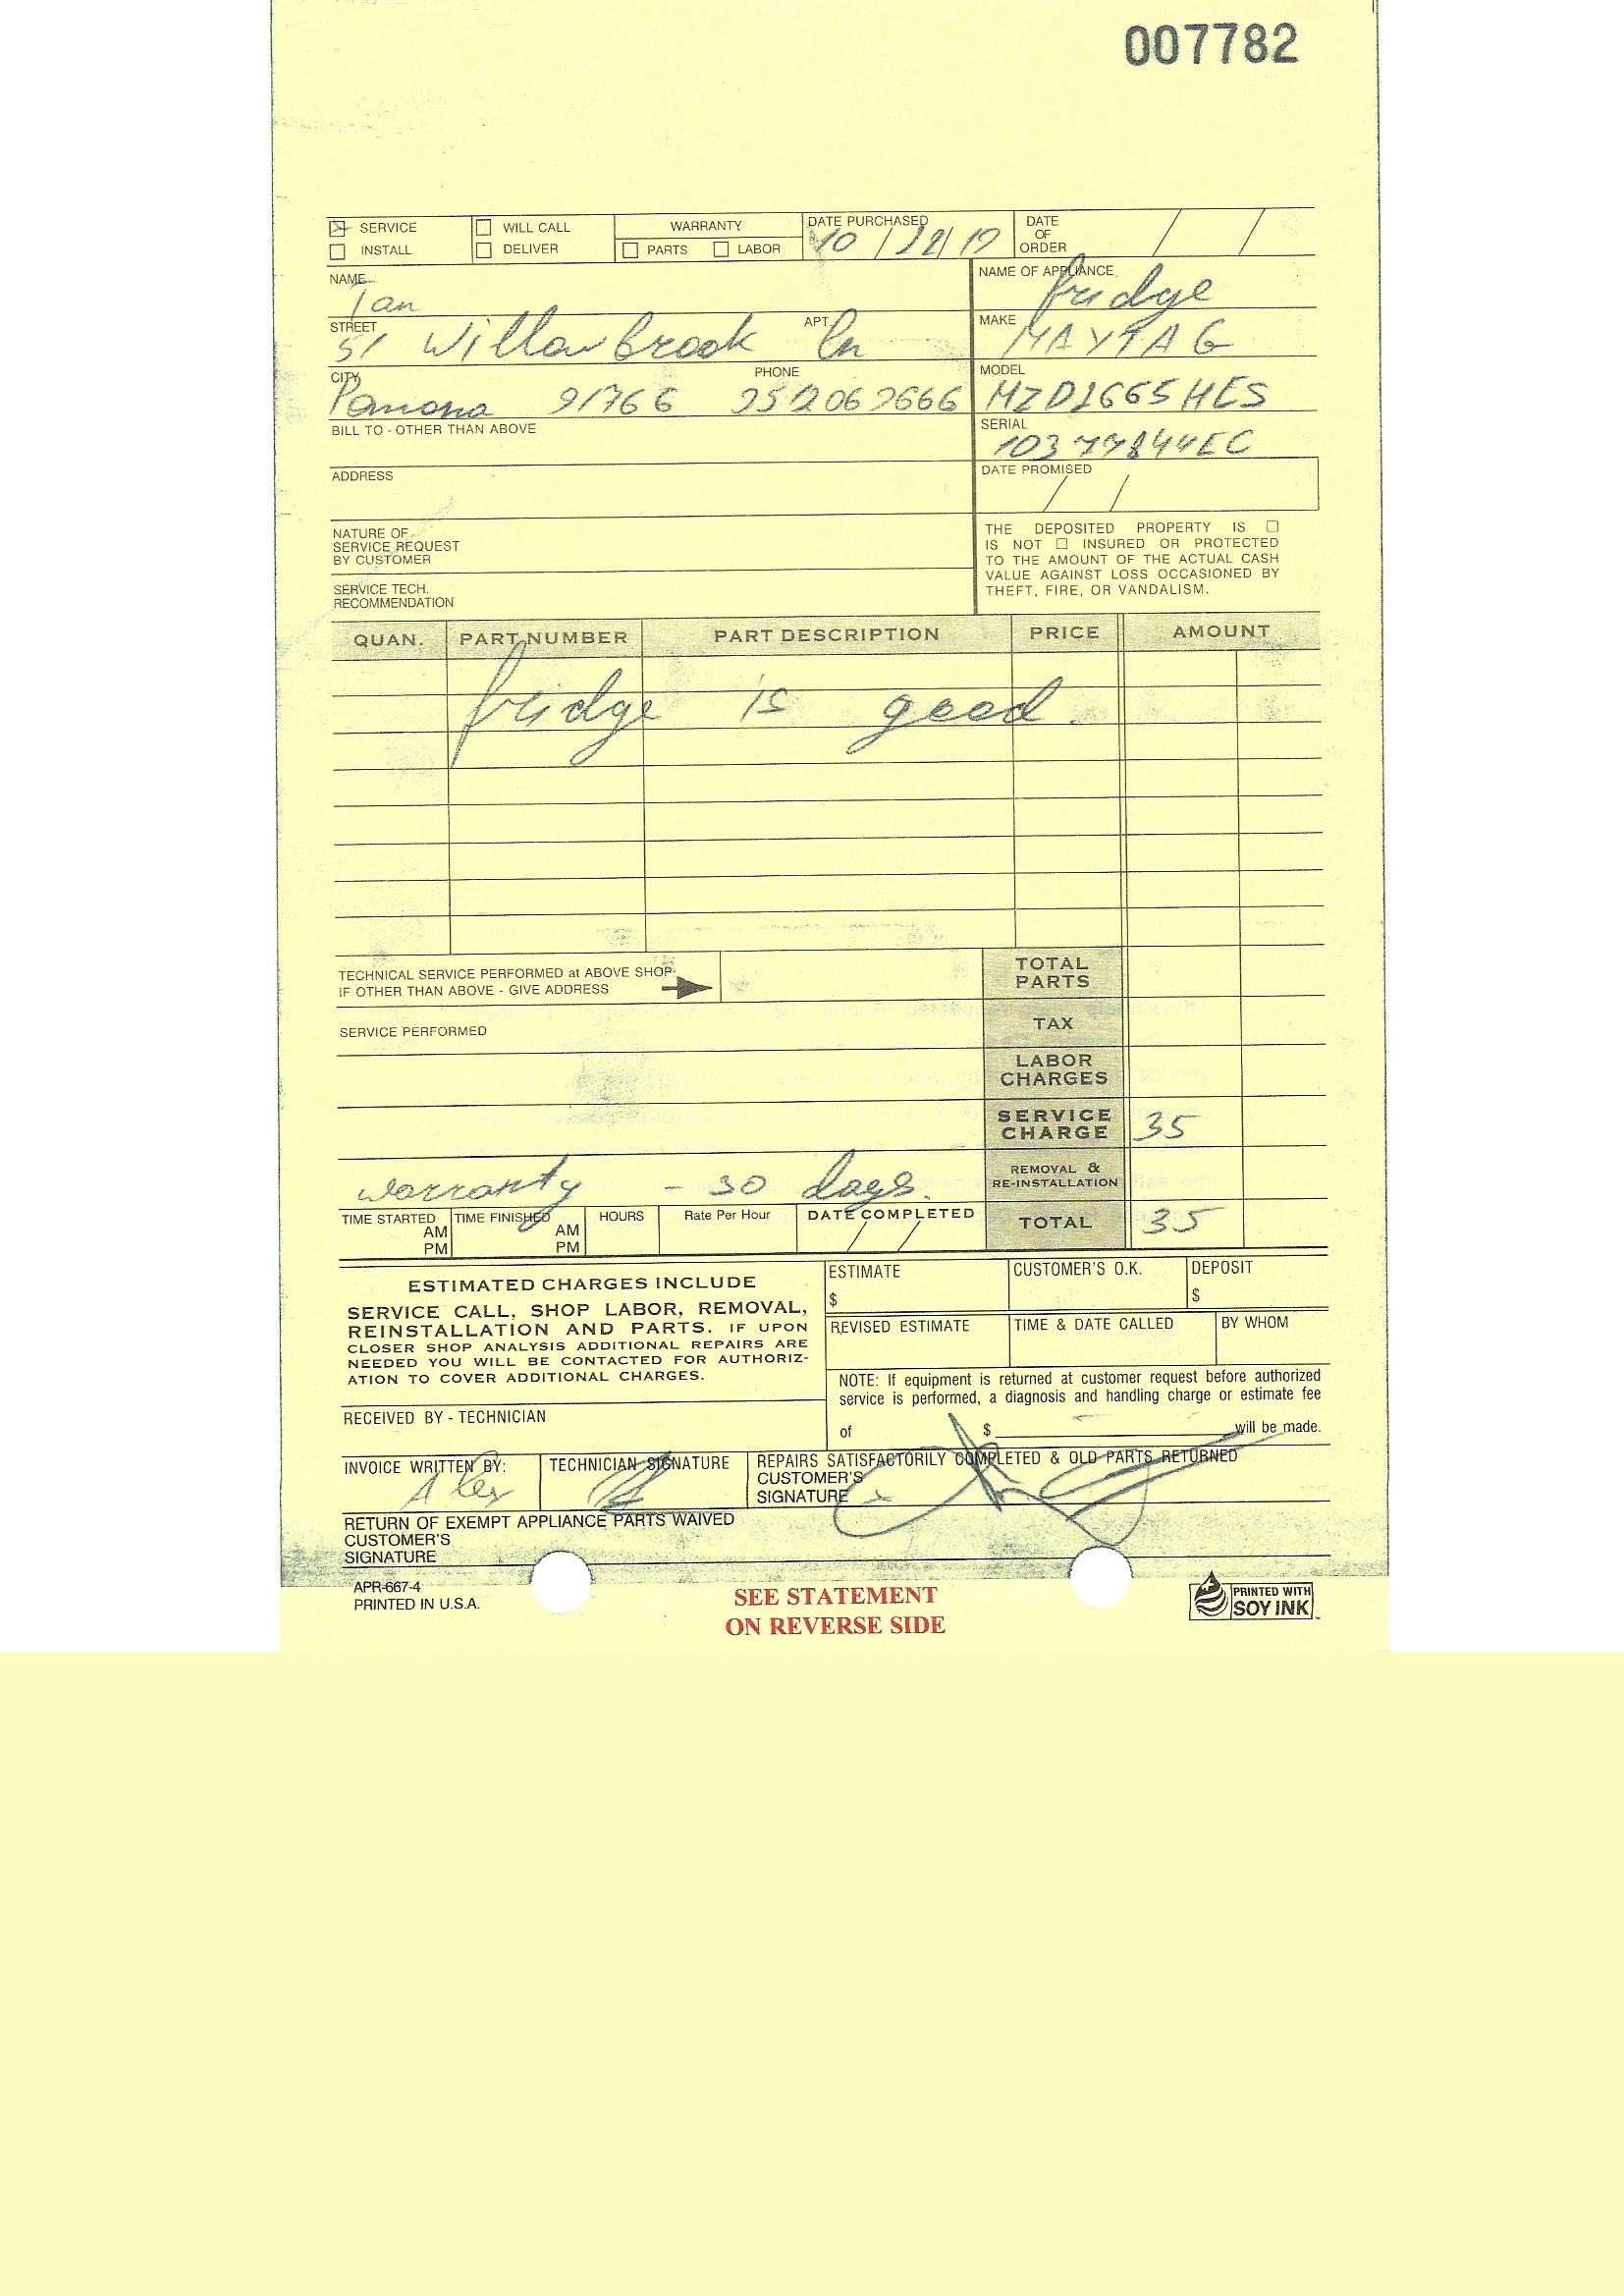 007782
SERVICE WILL CALL WARRANTY DATE PURCHASED DATE OF ORDER
INSTALL DELIVER PARTS LABOR 10/22/19
NAME NAME OF APPLIANCE
Ian fridge
STREET APT MAKE
51 Willow brook Ln MAYTAG
CITY PHONE MODEL
Pomona 91766 MZD2665HES
BILL TO - OTHER THAN ABOVE SERIAL
10377844EC
ADDRESS DATE PROMISED
NATURE OF
SERVICE REQUEST
BY CUSTOMER
SERVICE TECH.
RECOMMENDATION
THE DEPOSITED PROPERTY IS
IS NOT INSURED OR PROTECTED
TO THE AMOUNT OF THE ACTUAL CASH
VALUE AGAINST LOSS OCCASIONED BY
THEFT, FIRE, OR VANDALISM.
QUAN. PART NUMBER PART DESCRIPTION PRICE AMOUNT
fridge is good.
TECHNICAL SERVICE PERFORMED at ABOVE SHOP
IF OTHER THAN ABOVE - GIVE ADDRESS
TOTAL
PARTS
SERVICE PERFORMED TAX
LABOR
CHARGES
SERVICE
CHARGE 35
warranty - 30 days.
REMOVAL &
RE-INSTALLATION
TIME STARTED AM PM TIME FINISHED AM PM HOURS Rate Per Hour DATE COMPLETED TOTAL 35
ESTIMATED CHARGES INCLUDE
SERVICE CALL, SHOP LABOR, REMOVAL,
REINSTALLATION AND PARTS. IF UPON
CLOSER SHOP ANALYSIS ADDITIONAL REPAIRS ARE
NEEDED YOU WILL BE CONTACTED FOR AUTHORIZ-
ATION TO COVER ADDITIONAL CHARGES.
ESTIMATE CUSTOMER'S O.K. DEPOSIT
$ $
REVISED ESTIMATE TIME & DATE CALLED BY WHOM
NOTE: If equipment is returned at customer request before authorized
service is performed, a diagnosis and handling charge or estimate fee
of $ will be made.
RECEIVED BY - TECHNICIAN
INVOICE WRITTEN BY: TECHNICIAN SIGNATURE REPAIRS SATISFACTORILY COMPLETED & OLD PARTS RETURNED
Alex CUSTOMER'S
SIGNATURE
RETURN OF EXEMPT APPLIANCE PARTS WAIVED
CUSTOMER'S
SIGNATURE
APR-667-4
PRINTED IN U.S.A.
SEE STATEMENT
ON REVERSE SIDE
PRINTED WITH
SOY INK